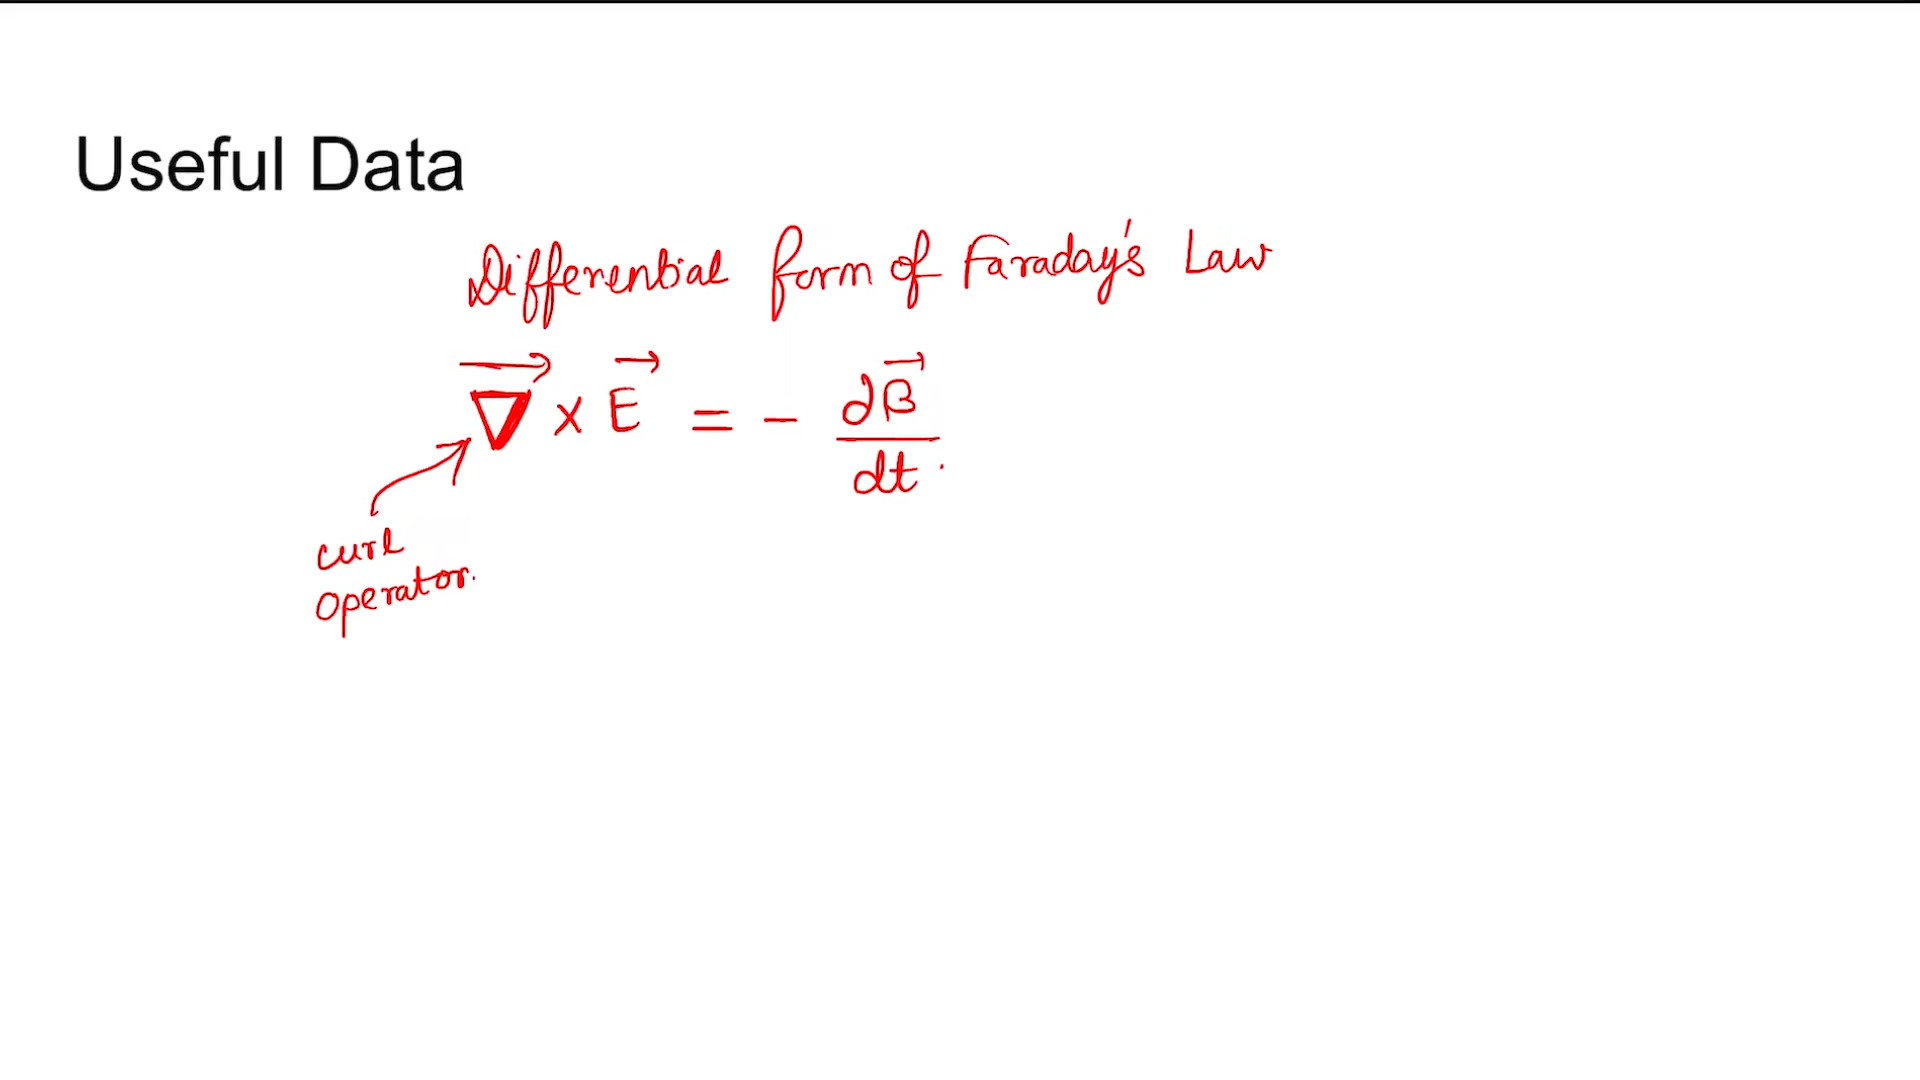 Useful Data
Differential form of Faraday's Law
∇⃗ × E⃗ = - ∂B⃗/dt.
curl
operator.